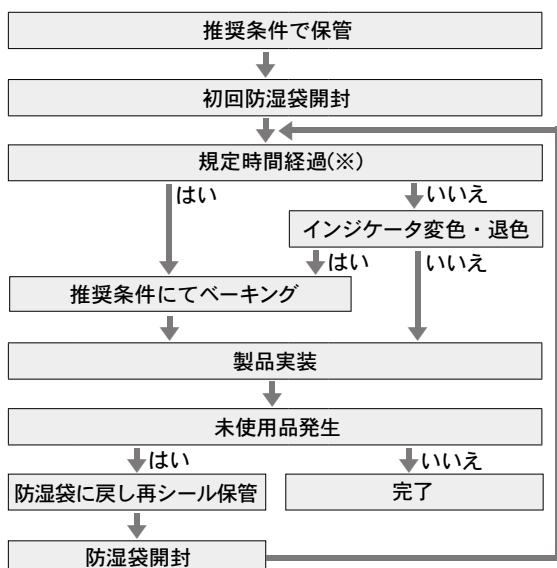 推奨条件で保管
初回防湿袋開封
規定時間経過(※)
はい
いいえ
インジケータ変色・退色
はい
いいえ
推奨条件にてベーキング
製品実装
未使用品発生
はい
いいえ
防湿袋に戻し再シール保管
完了
防湿袋開封